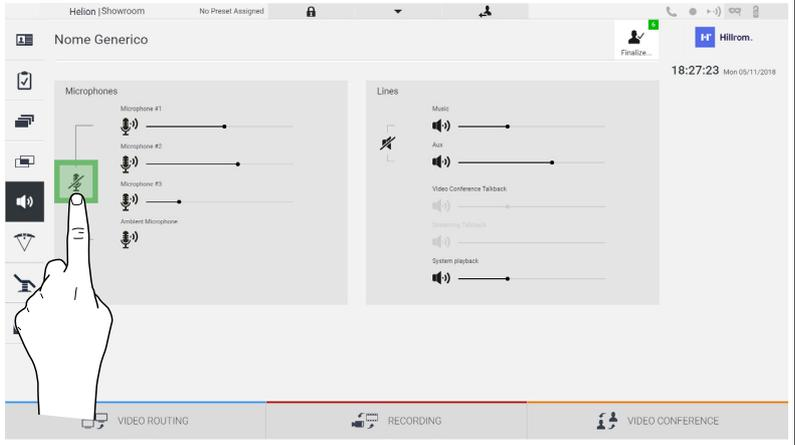 Helion | Showroom
No Preset Assigned
Nome Generico
6
Finalize...
Hillrom.
18:27:23 Mon 05/11/2018
Microphones
Microphone #1
Microphone #2
Microphone #3
Ambient Microphone
Lines
Music
Aux
Video Conference Talkback
Streaming Talkback
System playback
VIDEO ROUTING
RECORDING
VIDEO CONFERENCE